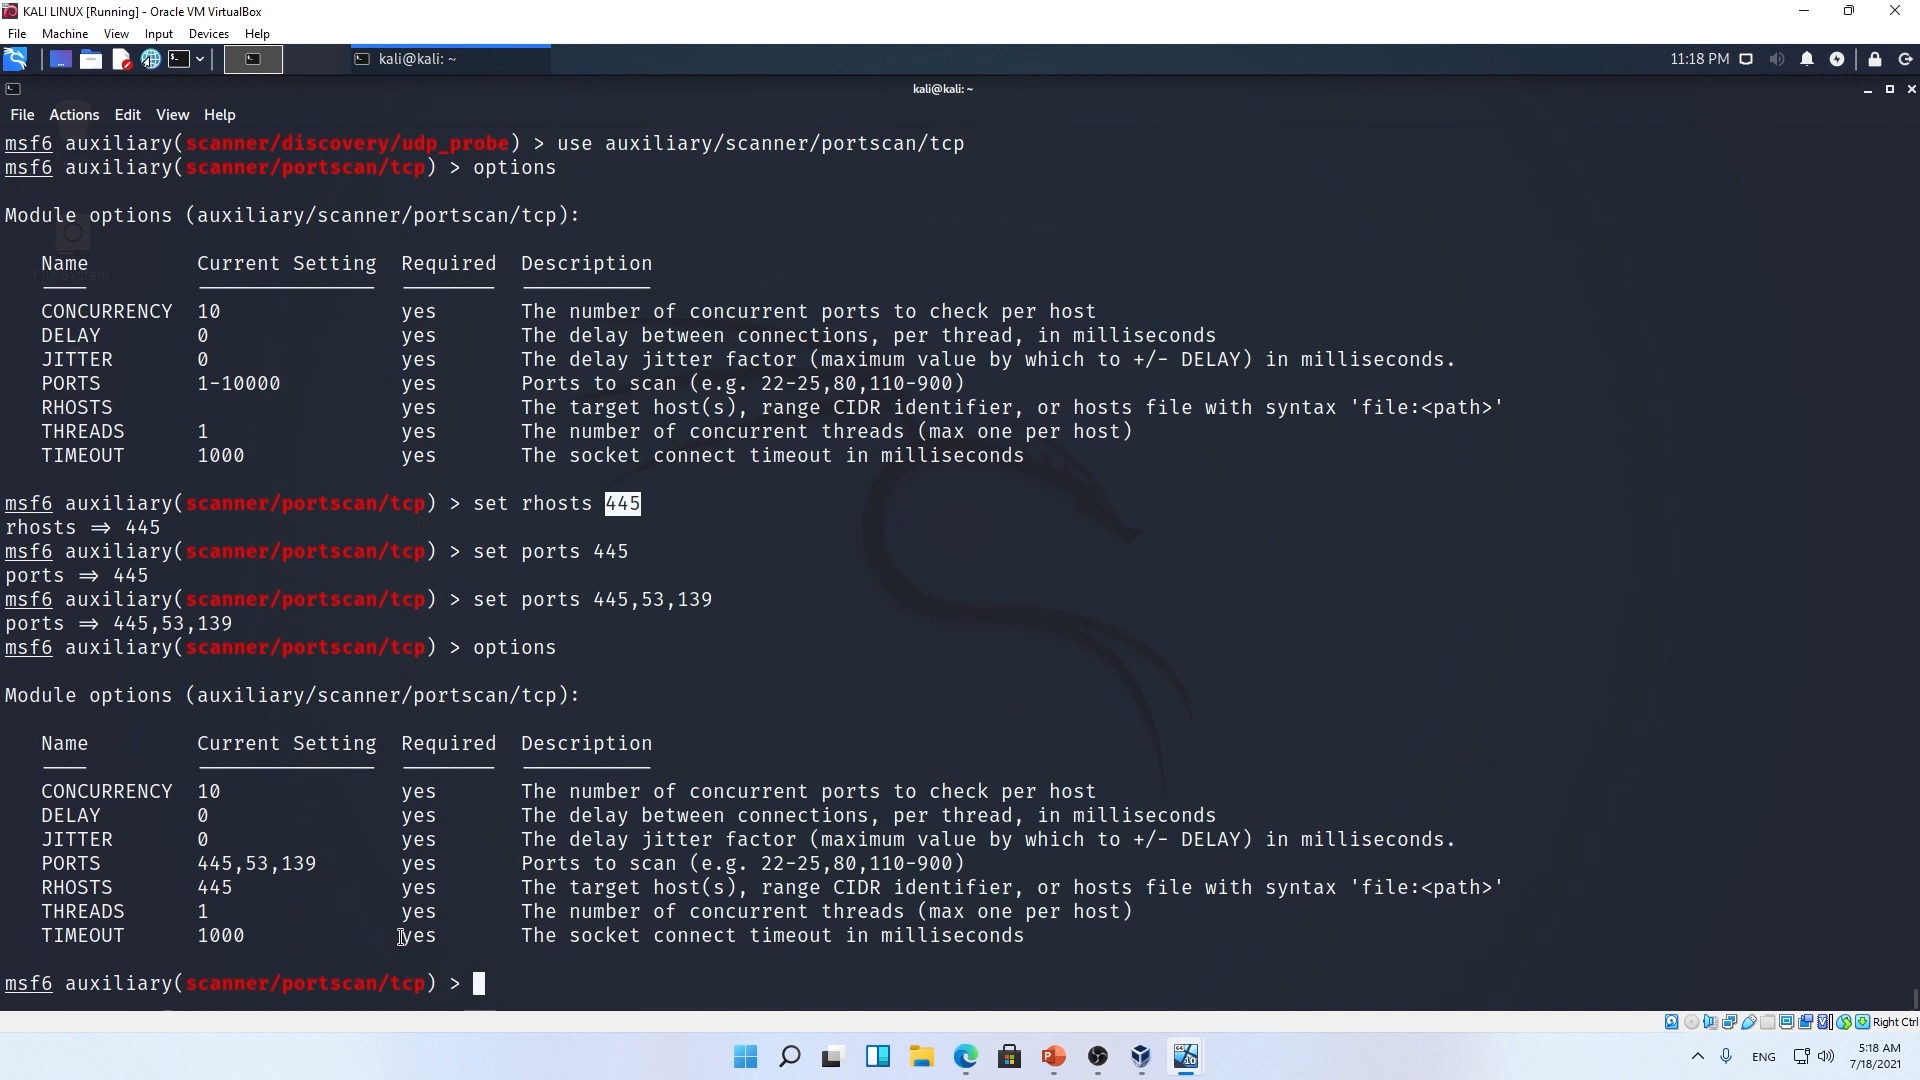 KALI LINUX [Running] - Oracle VM VirtualBox
File Machine View Input Devices Help
kali@kali: ~
11:18 PM
kali@kali: ~
File Actions Edit View Help
msf6 auxiliary(scanner/discovery/udp_probe) > use auxiliary/scanner/portscan/tcp
msf6 auxiliary(scanner/portscan/tcp) > options
Module options (auxiliary/scanner/portscan/tcp):
Name Current Setting Required Description
CONCURRENCY 10 yes The number of concurrent ports to check per host
DELAY 0 yes The delay between connections, per thread, in milliseconds
JITTER 0 yes The delay jitter factor (maximum value by which to +/- DELAY) in milliseconds.
PORTS 1-10000 yes Ports to scan (e.g. 22-25,80,110-900)
RHOSTS yes The target host(s), range CIDR identifier, or hosts file with syntax 'file:<path>'
THREADS 1 yes The number of concurrent threads (max one per host)
TIMEOUT 1000 yes The socket connect timeout in milliseconds
msf6 auxiliary(scanner/portscan/tcp) > set rhosts 445
rhosts ⇒ 445
msf6 auxiliary(scanner/portscan/tcp) > set ports 445
ports ⇒ 445
msf6 auxiliary(scanner/portscan/tcp) > set ports 445,53,139
ports ⇒ 445,53,139
msf6 auxiliary(scanner/portscan/tcp) > options
Module options (auxiliary/scanner/portscan/tcp):
Name Current Setting Required Description
CONCURRENCY 10 yes The number of concurrent ports to check per host
DELAY 0 yes The delay between connections, per thread, in milliseconds
JITTER 0 yes The delay jitter factor (maximum value by which to +/- DELAY) in milliseconds.
PORTS 445,53,139 yes Ports to scan (e.g. 22-25,80,110-900)
RHOSTS 445 yes The target host(s), range CIDR identifier, or hosts file with syntax 'file:<path>'
THREADS 1 yes The number of concurrent threads (max one per host)
TIMEOUT 1000 yes The socket connect timeout in milliseconds
msf6 auxiliary(scanner/portscan/tcp) >
Right Ctrl
ENG
5:18 AM
7/18/2021